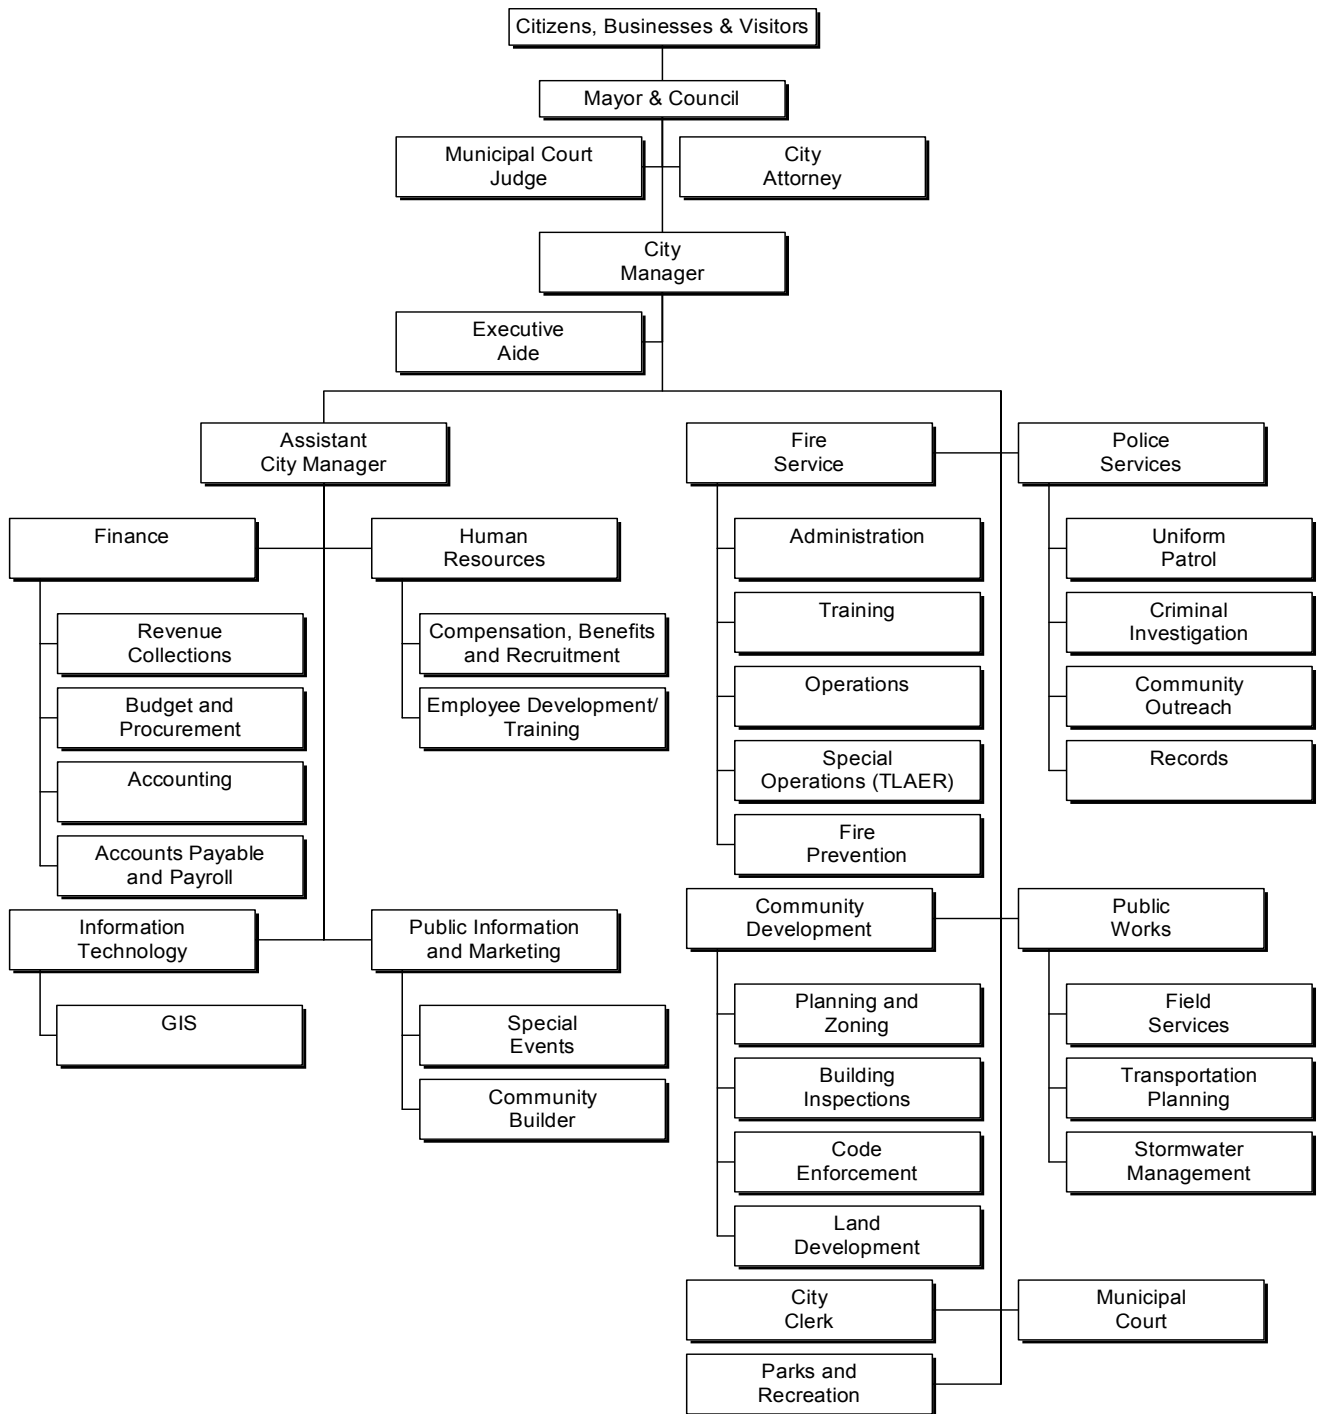 Citizens, Businesses & Visitors
Mayor & Council
Municipal Court
Judge
City
Attorney
City
Manager
Executive
Aide
Assistant
City Manager
Finance
Revenue
Collections
Budget and
Procurement
Accounting
Accounts Payable
and Payroll
Human
Resources
Compensation, Benefits
and Recruitment
Employee Development/
Training
Information
Technology
GIS
Public Information
and Marketing
Special
Events
Community
Builder
Fire
Service
Administration
Training
Operations
Special
Operations (TLAER)
Fire
Prevention
Police
Services
Uniform
Patrol
Criminal
Investigation
Community
Outreach
Records
Community
Development
Planning and
Zoning
Building
Inspections
Code
Enforcement
Land
Development
Public
Works
Field
Services
Transportation
Planning
Stormwater
Management
City
Clerk
Municipal
Court
Parks and
Recreation